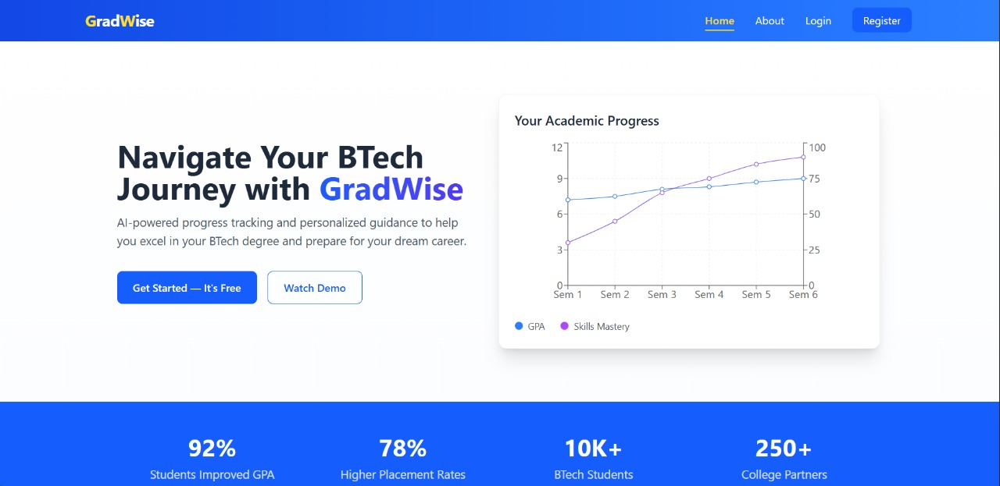 GradWise
Home About Login Register
Navigate Your BTech
Journey with GradWise
AI-powered progress tracking and personalized guidance to help
you excel in your BTech degree and prepare for your dream career.
Get Started — It's Free
Watch Demo
Your Academic Progress
12
9
6
3
0
100
75
50
25
0
Sem 1 Sem 2 Sem 3 Sem 4 Sem 5 Sem 6
GPA Skills Mastery
92% 78% 10K+ 250+
Students Improved GPA Higher Placement Rates BTech Students College Partners